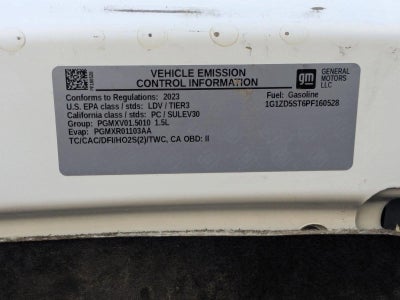 VEHICLE EMISSION
CONTROL INFORMATION
gm GENERAL MOTORS LLC
Conforms to Regulations: 2023
Fuel: Gasoline
U.S. EPA class / stds: LDV / TIER3
1G1ZD5ST6PF160528
California class / stds: PC / SULEV30
Group: PGMXV01.5010 1.5L
Evap: PGMXR01103AA
TC/CAC/DFI/HO2S(2)/TWC, CA OBD: II